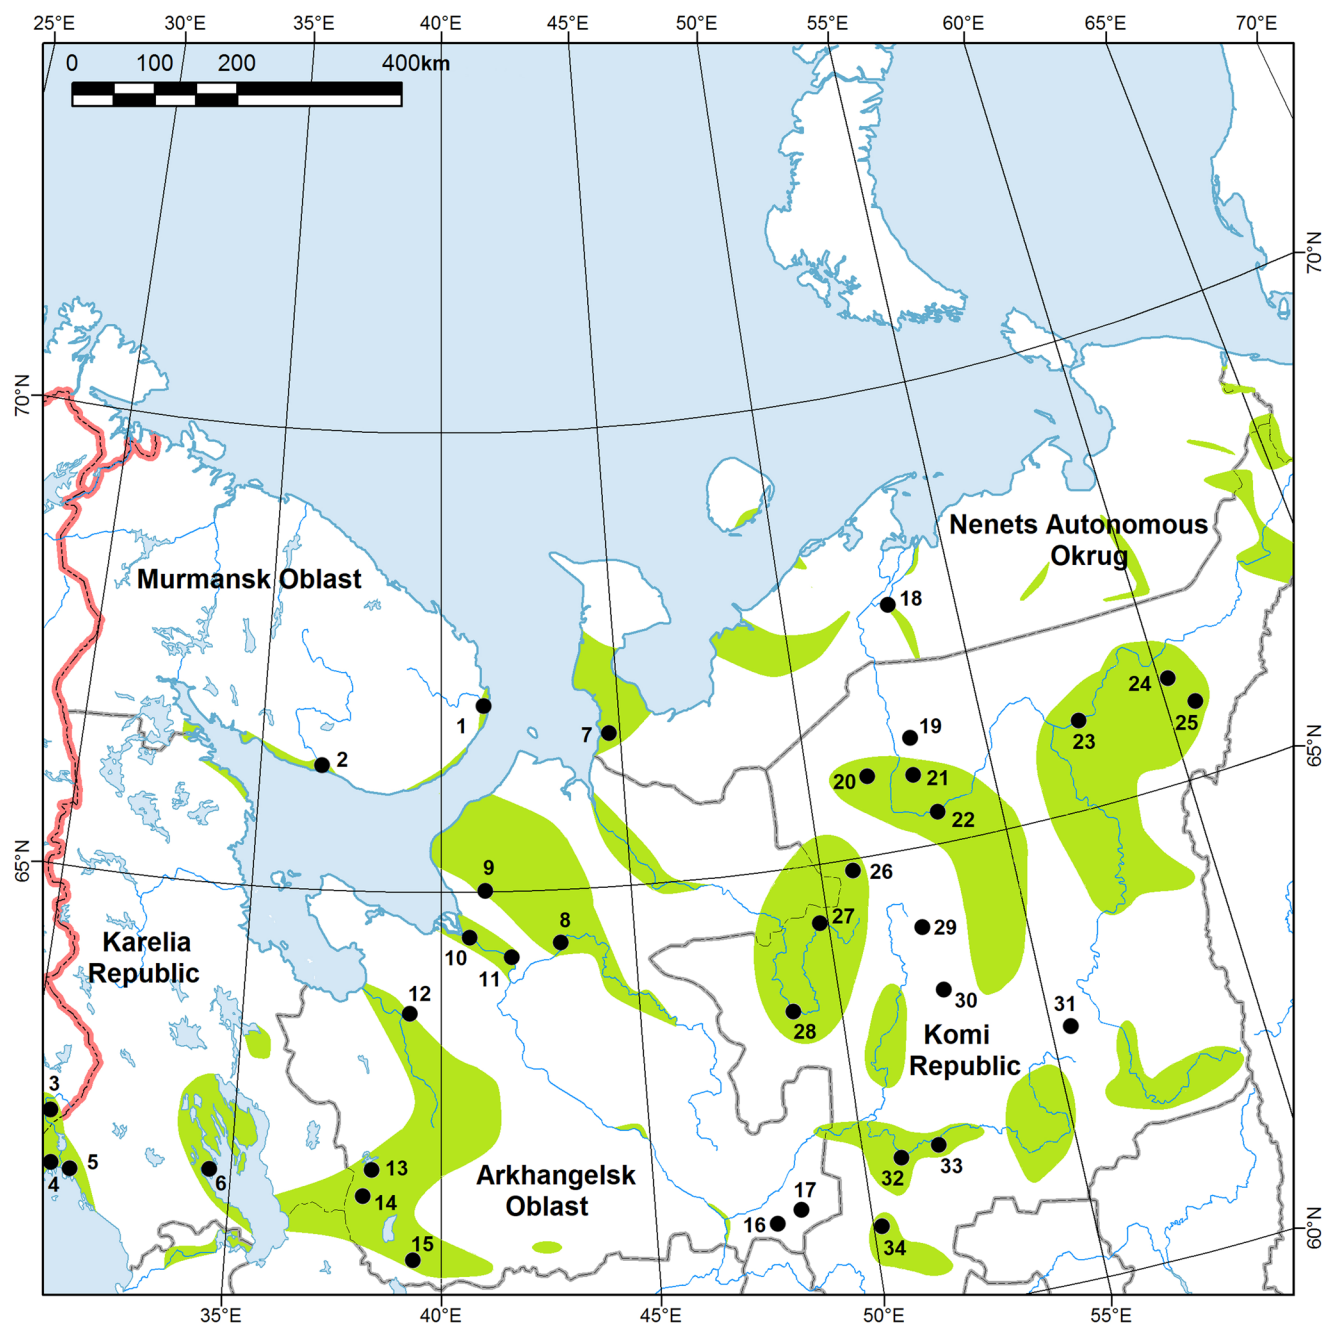 25°E 30°E 35°E 40°E 45°E 50°E 55°E 60°E 65°E 70°E
0 100 200 400km
70°N
70°N
Nenets Autonomous
Okrug
Murmansk Oblast
18
24
1
25
7
19
23
2
65°N
20
21
22
65°N
9
26
8
27
29
10
Karelia
Republic
11
12
30
31
28
Komi
Republic
3
5
4
6
13
33
32
Arkhangelsk
Oblast
14
17
16
60°N
15
34
35°E 40°E 45°E 50°E 55°E